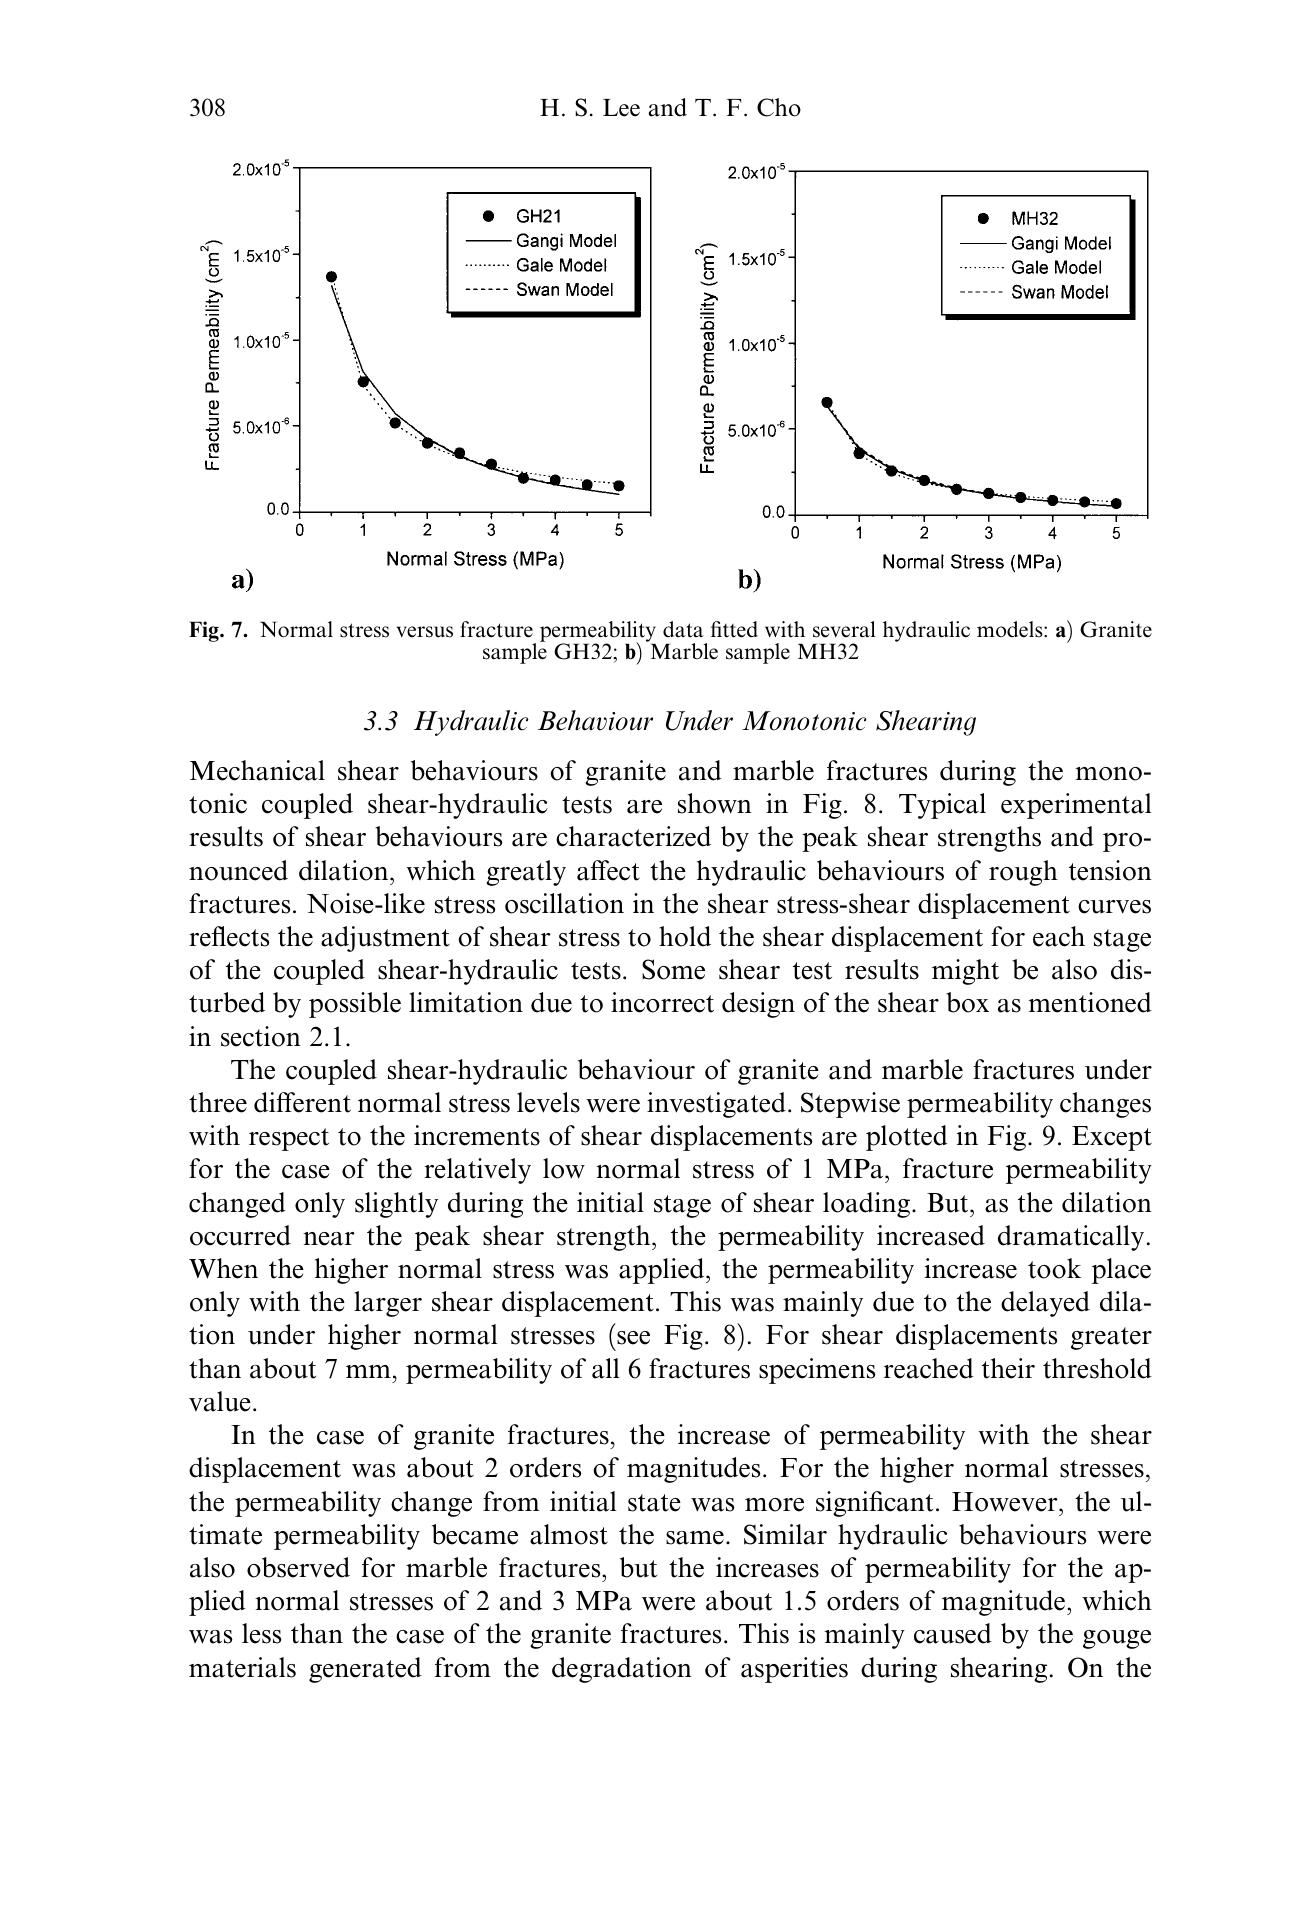 308
H. S. Lee and T. F. Cho
2.0x10⁻⁵
1.5x10⁻⁵
1.0x10⁻⁵
5.0x10⁻⁶
0.0
0 1 2 3 4 5
Fracture Permeability (cm²)
Normal Stress (MPa)
GH21
Gangi Model
Gale Model
Swan Model
a)
2.0x10⁻⁵
1.5x10⁻⁵
1.0x10⁻⁵
5.0x10⁻⁶
0.0
0 1 2 3 4 5
Fracture Permeability (cm²)
Normal Stress (MPa)
MH32
Gangi Model
Gale Model
Swan Model
b)
Fig. 7. Normal stress versus fracture permeability data fitted with several hydraulic models: a) Granite
sample GH32; b) Marble sample MH32
3.3 Hydraulic Behaviour Under Monotonic Shearing
Mechanical shear behaviours of granite and marble fractures during the mono-
tonic coupled shear-hydraulic tests are shown in Fig. 8. Typical experimental
results of shear behaviours are characterized by the peak shear strengths and pro-
nounced dilation, which greatly affect the hydraulic behaviours of rough tension
fractures. Noise-like stress oscillation in the shear stress-shear displacement curves
reflects the adjustment of shear stress to hold the shear displacement for each stage
of the coupled shear-hydraulic tests. Some shear test results might be also dis-
turbed by possible limitation due to incorrect design of the shear box as mentioned
in section 2.1.
The coupled shear-hydraulic behaviour of granite and marble fractures under
three different normal stress levels were investigated. Stepwise permeability changes
with respect to the increments of shear displacements are plotted in Fig. 9. Except
for the case of the relatively low normal stress of 1 MPa, fracture permeability
changed only slightly during the initial stage of shear loading. But, as the dilation
occurred near the peak shear strength, the permeability increased dramatically.
When the higher normal stress was applied, the permeability increase took place
only with the larger shear displacement. This was mainly due to the delayed dila-
tion under higher normal stresses (see Fig. 8). For shear displacements greater
than about 7 mm, permeability of all 6 fractures specimens reached their threshold
value.
In the case of granite fractures, the increase of permeability with the shear
displacement was about 2 orders of magnitudes. For the higher normal stresses,
the permeability change from initial state was more significant. However, the ul-
timate permeability became almost the same. Similar hydraulic behaviours were
also observed for marble fractures, but the increases of permeability for the ap-
plied normal stresses of 2 and 3 MPa were about 1.5 orders of magnitude, which
was less than the case of the granite fractures. This is mainly caused by the gouge
materials generated from the degradation of asperities during shearing. On the